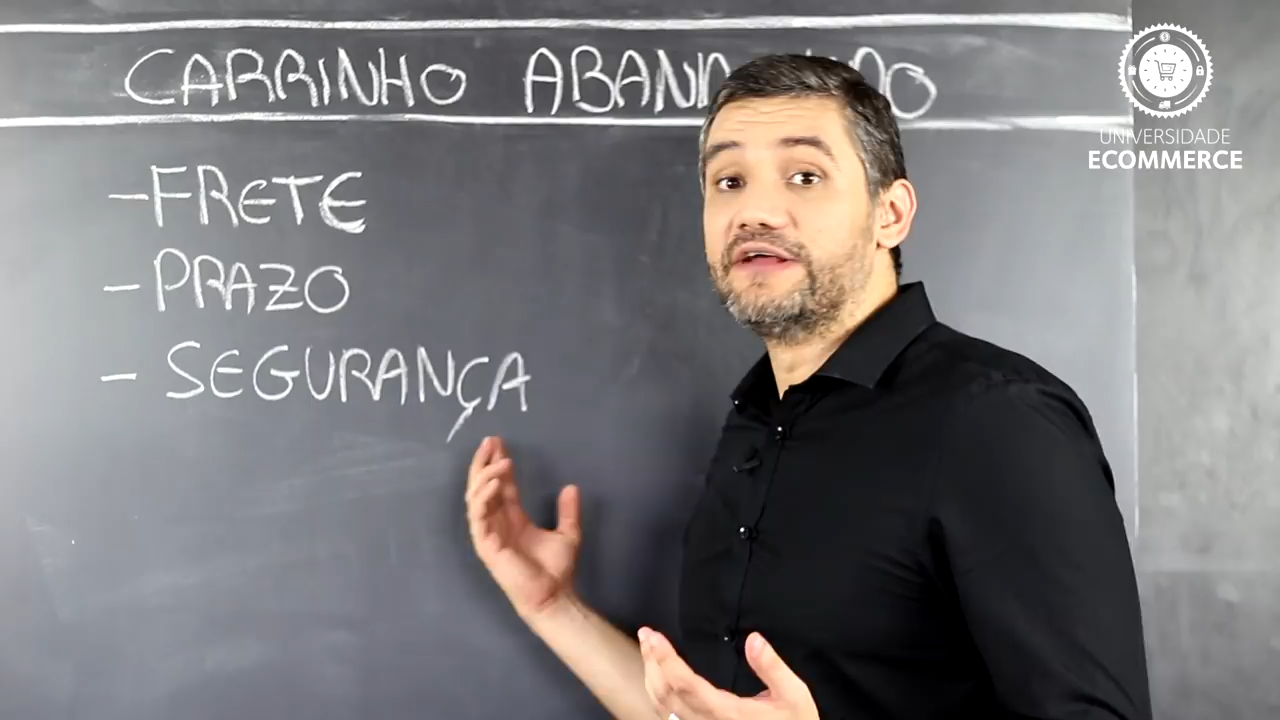 CARRINHO
- FRETE
- PRAZO
- SEGURANÇA
UNIVERSIDADE
ECOMMERCE